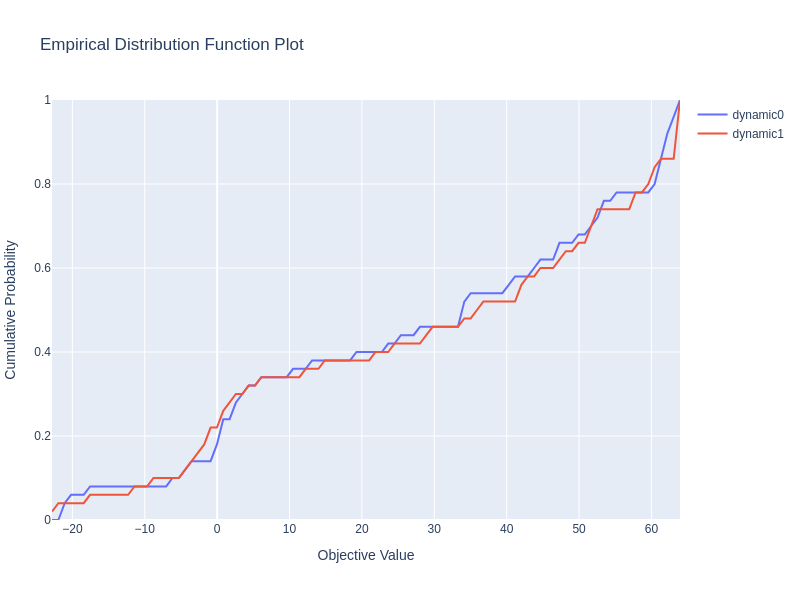 Empirical Distribution Function Plot
dynamic0
dynamic1
1
0.8
0.6
0.4
0.2
0
−20 −10 0 10 20 30 40 50 60
Objective Value
Cumulative Probability